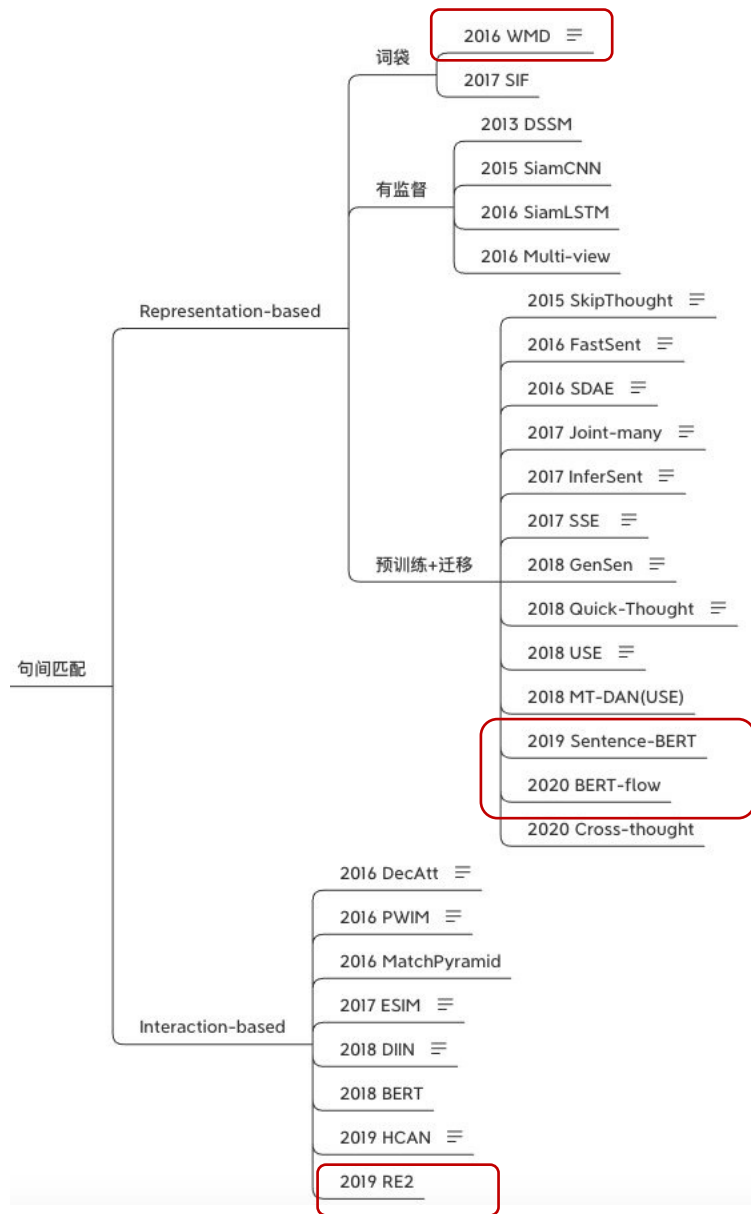 2016 WMD
词袋
2017 SIF
2013 DSSM
2015 SiamCNN
有监督
2016 SiamLSTM
2016 Multi-view
Representation-based
2015 SkipThought
2016 FastSent
2016 SDAE
2017 Joint-many
2017 InferSent
2017 SSE
预训练+迁移
2018 GenSen
2018 Quick-Thought
2018 USE
2018 MT-DAN(USE)
2019 Sentence-BERT
2020 BERT-flow
2020 Cross-thought
句间匹配
2016 DecAtt
2016 PWIM
2016 MatchPyramid
2017 ESIM
Interaction-based
2018 DIIN
2018 BERT
2019 HCAN
2019 RE2